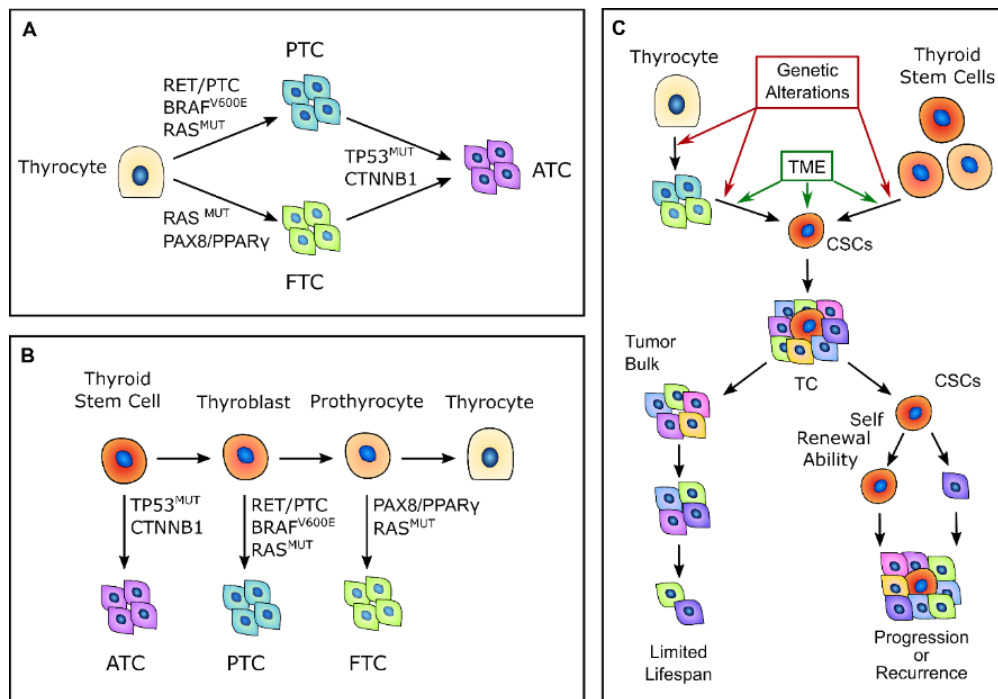 A
PTC
RET/PTC
BRAFV600E
RASMUT
Thyrocyte
TP53MUT
CTNNB1
ATC
RAS MUT
PAX8/PPARγ
FTC
B
Thyroid
Stem Cell
Thyroblast
Prothyrocyte
Thyrocyte
TP53MUT
CTNNB1
RET/PTC
BRAFV600E
RASMUT
PAX8/PPARγ
RASMUT
ATC
PTC
FTC
C
Thyrocyte
Genetic
Alterations
Thyroid
Stem Cells
TME
CSCs
TC
Tumor
Bulk
CSCs
Self
Renewal
Ability
Limited
Lifespan
Progression
or
Recurrence